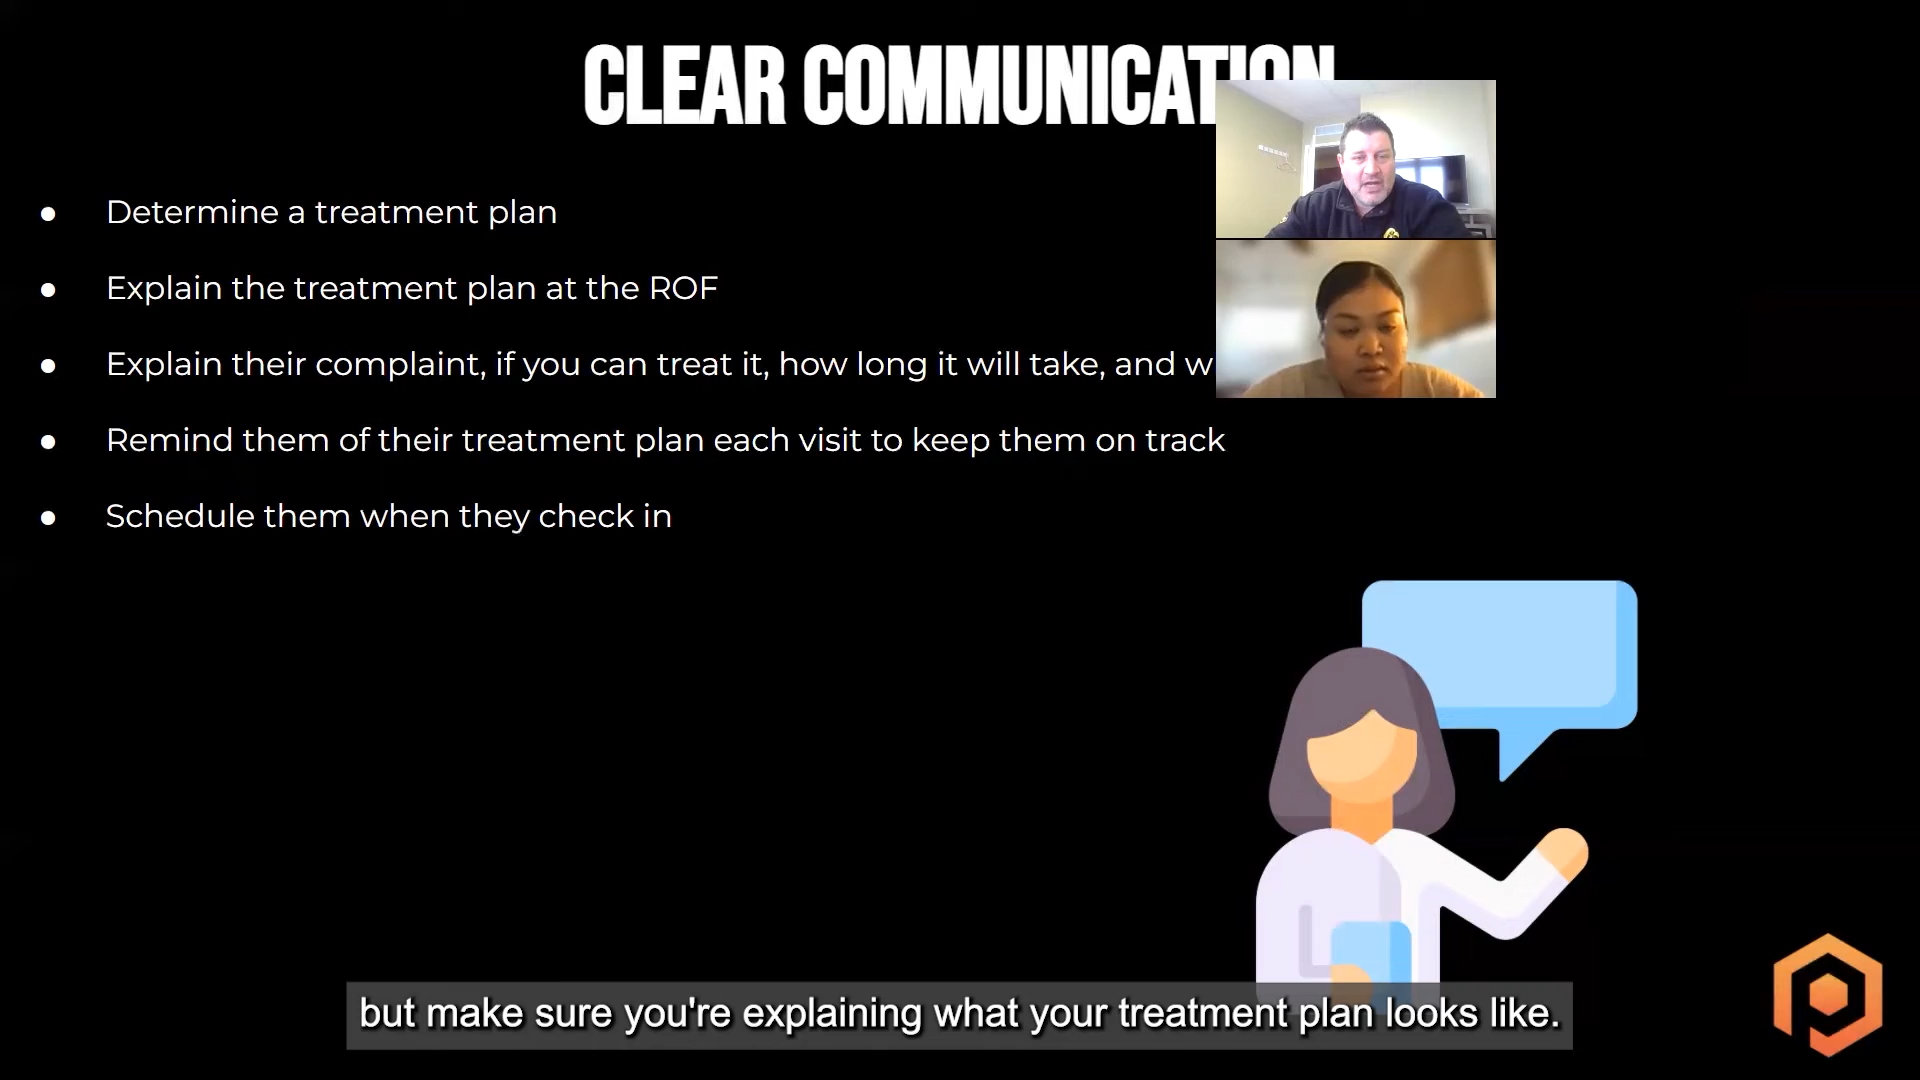 CLEAR COMMUNICATION
● Determine a treatment plan
● Explain the treatment plan at the ROF
● Explain their complaint, if you can treat it, how long it will take, and w
● Remind them of their treatment plan each visit to keep them on track
● Schedule them when they check in
but make sure you're explaining what your treatment plan looks like.